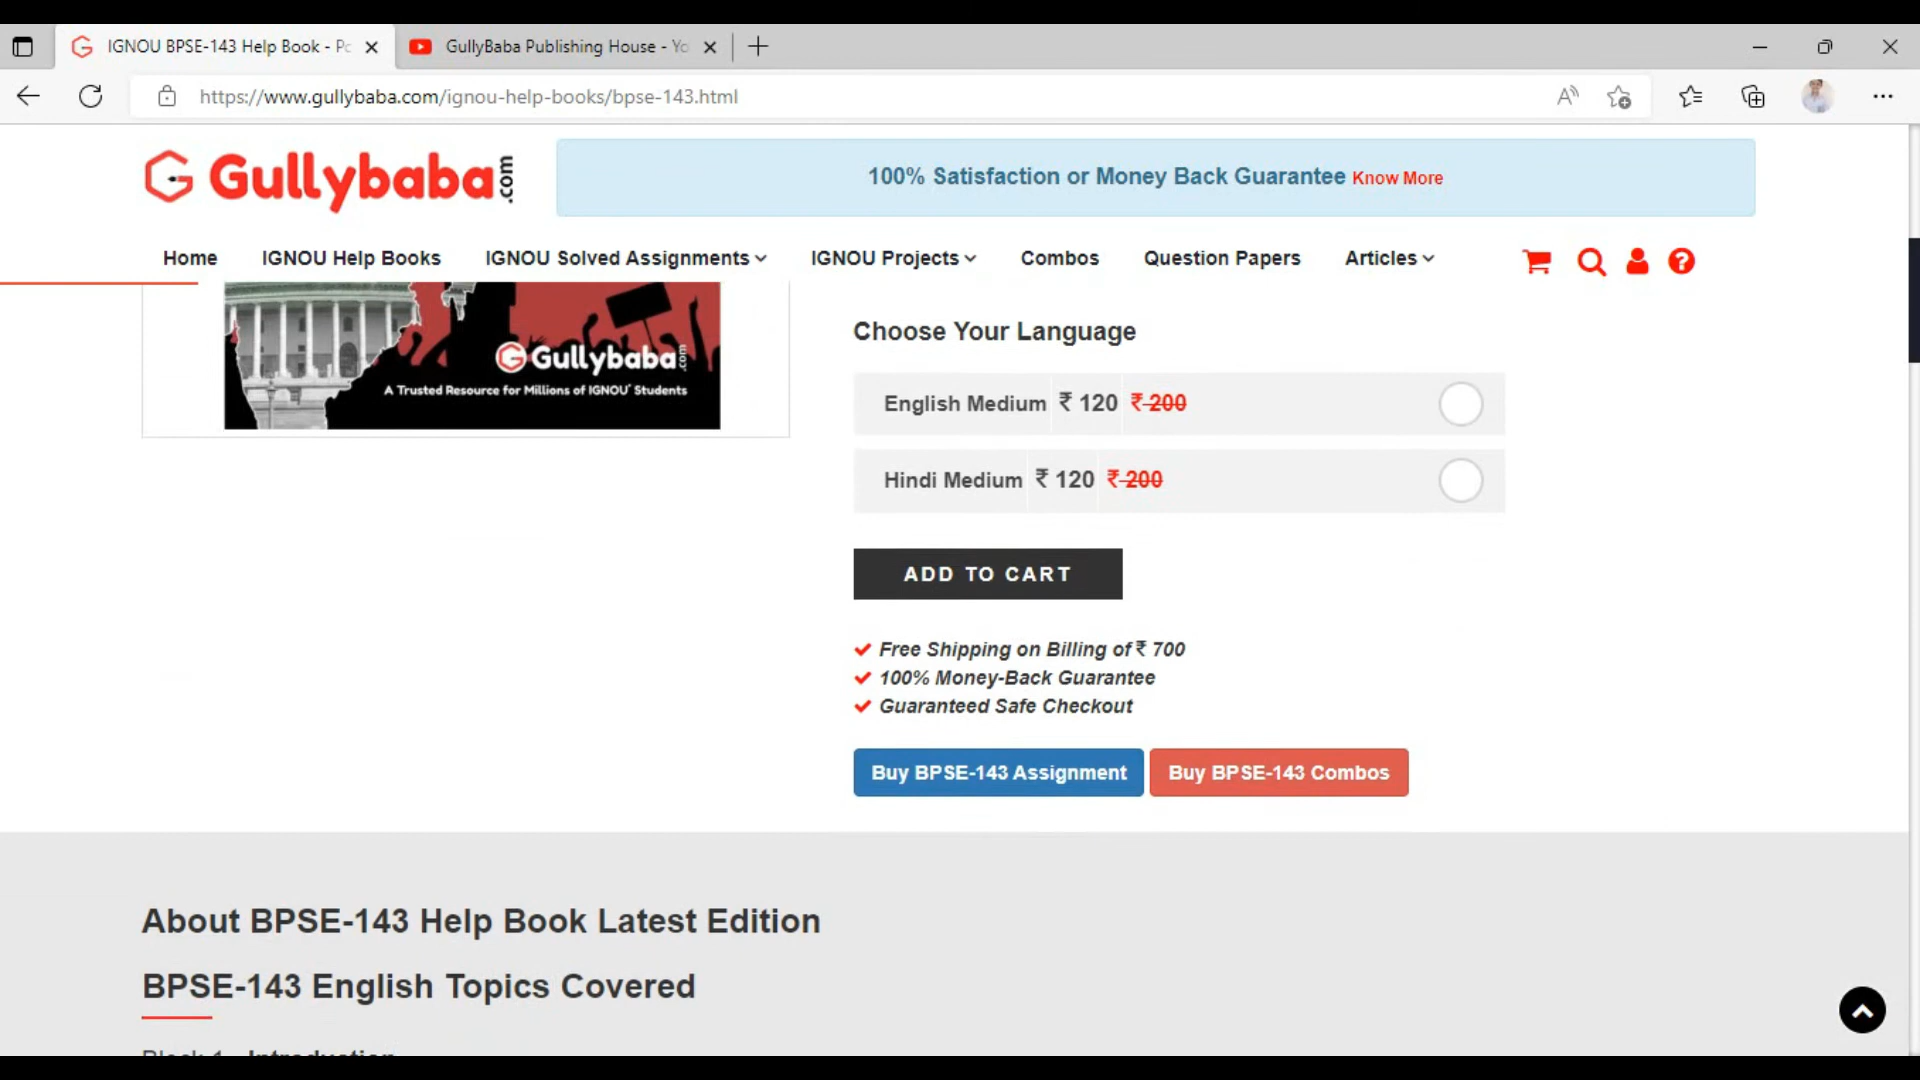 IGNOU BPSE-143 Help Book - Pc
GullyBaba Publishing House - Yo
https://www.gullybaba.com/ignou-help-books/bpse-143.html
Gullybaba.com
100% Satisfaction or Money Back Guarantee Know More
Home IGNOU Help Books IGNOU Solved Assignments IGNOU Projects Combos Question Papers Articles
Gullybaba.com
A Trusted Resource for Millions of IGNOU Students
Choose Your Language
English Medium ₹ 120 ₹ 200
Hindi Medium ₹ 120 ₹ 200
ADD TO CART
Free Shipping on Billing of ₹ 700
100% Money-Back Guarantee
Guaranteed Safe Checkout
Buy BPSE-143 Assignment Buy BPSE-143 Combos
About BPSE-143 Help Book Latest Edition
BPSE-143 English Topics Covered
Block 1 Introduction